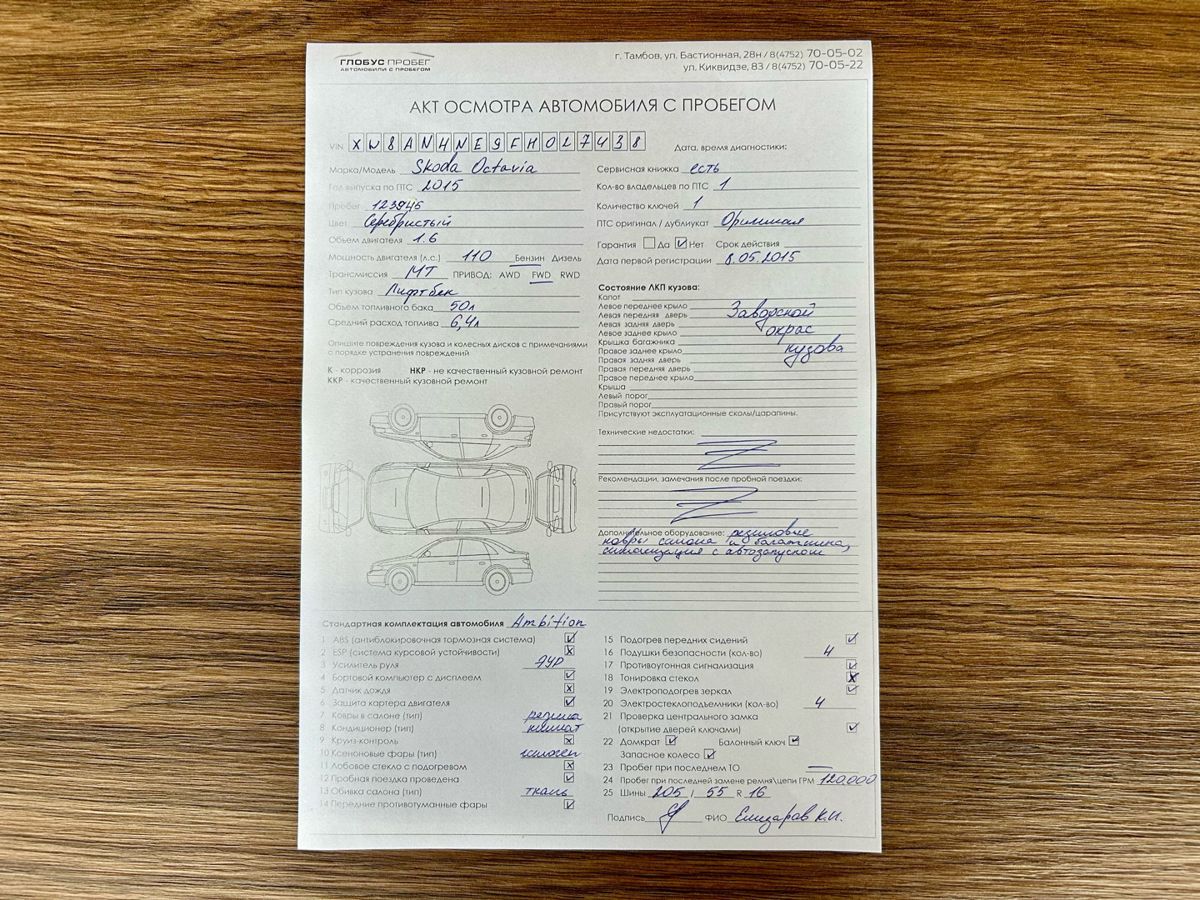 ГЛОБУС ПРОБЕГ
АВТОМОБИЛИ С ПРОБЕГОМ
г. Тамбов, ул. Бастионная, 28н / 8(4752) 70-05-02
ул. Киквидзе, 83 / 8(4752) 70-05-22
АКТ ОСМОТРА АВТОМОБИЛЯ С ПРОБЕГОМ
VIN XW8AN4NE9FH027438
Дата, время диагностики:
Марка/Модель Skoda Octavia
Год выпуска по ПТС 2015
Пробег 123945
Цвет Серебристый
Объем двигателя 1.6
Мощность двигателя (л.с.) 110 Бензин Дизель
Трансмиссия МТ ПРИВОД: AWD FWD RWD
Тип кузова Лифтбек
Объем топливного бака 50л
Средний расход топлива 6,4л
Опишите повреждения кузова и колесных дисков с примечаниями
о порядке устранения повреждений
К - коррозия НКР - не качественный кузовной ремонт
ККР - качественный кузовной ремонт
Сервисная книжка есть
Кол-во владельцев по ПТС 1
Количество ключей 1
ПТС оригинал / дубликат Оригинал
Гарантия Да Нет Срок действия
Дата первой регистрации 8.05.2015
Состояние ЛКП кузова:
Капот
Левое переднее крыло
Левая передняя дверь Заводской
Левая задняя дверь
Левое заднее крыло окрас
Крышка багажника
Правое заднее крыло кузова
Правая задняя дверь
Правая передняя дверь
Правое переднее крыло
Крыша
Левый порог
Правый порог
Присутствуют эксплуатационные сколы/царапины.
Технические недостатки:
Рекомендации, замечания после пробной поездки:
Дополнительное оборудование: резиновые
ковры салона и багажника,
сигнализация с автозапуском
Стандартная комплектация автомобиля Ambition
1 ABS (антиблокировочная тормозная система)
2 ESP (система курсовой устойчивости)
3 Усилитель руля ЭУР
4 Бортовой компьютер с дисплеем
5 Датчик дождя
6 Защита картера двигателя
7 Ковры в салоне (тип) резина
8 Кондиционер (тип) климат
9 Круиз-контроль
10 Ксеноновые фары (тип) галоген
11 Лобовое стекло с подогревом
12 Пробная поездка проведена
13 Обивка салона (тип) ткань
14 Передние противотуманные фары
15 Подогрев передних сидений
16 Подушки безопасности (кол-во) 4
17 Противоугонная сигнализация
18 Тонировка стекол
19 Электроподогрев зеркал
20 Электростеклоподъемники (кол-во) 4
21 Проверка центрального замка
(открытие дверей ключами)
22 Домкрат Балонный ключ
Запасное колесо
23 Пробег при последнем ТО
24 Пробег при последней замене ремня\цепи ГРМ 120.000
25 Шины 205 / 55 R 16
Подпись ФИО Елизаров К.И.